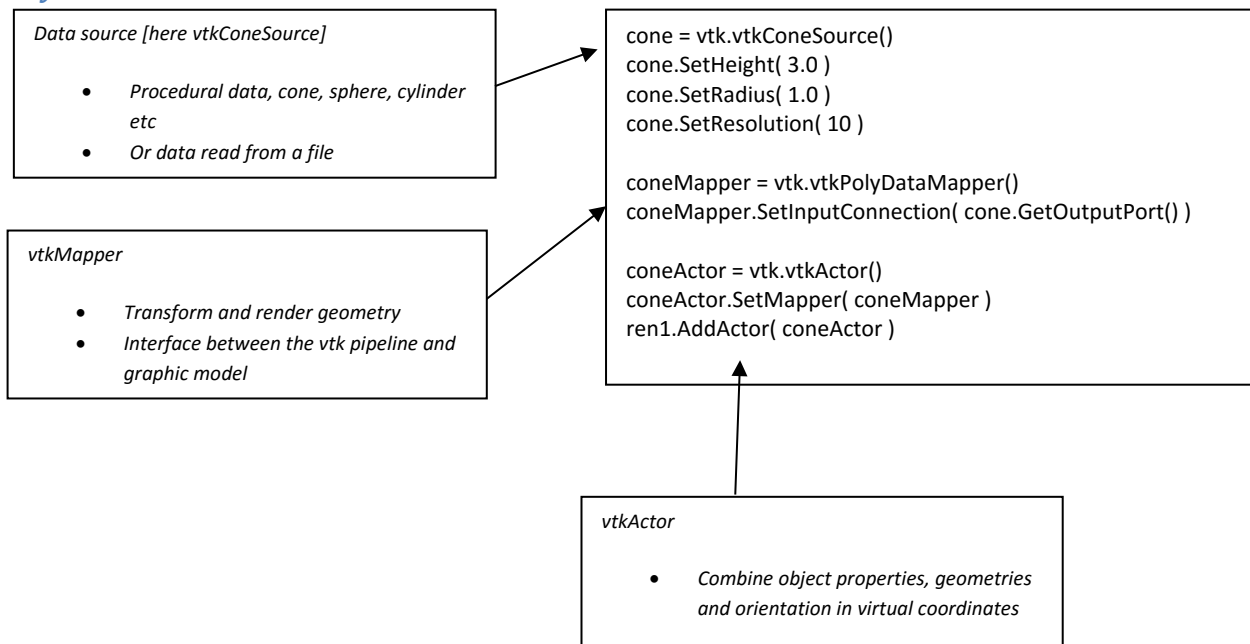 Data source [here vtkConeSource]
• Procedural data, cone, sphere, cylinder
etc
• Or data read from a file
cone = vtk.vtkConeSource()
cone.SetHeight( 3.0 )
cone.SetRadius( 1.0 )
cone.SetResolution( 10 )
coneMapper = vtk.vtkPolyDataMapper()
coneMapper.SetInputConnection( cone.GetOutputPort() )
coneActor = vtk.vtkActor()
coneActor.SetMapper( coneMapper )
ren1.AddActor( coneActor )
vtkMapper
• Transform and render geometry
• Interface between the vtk pipeline and
graphic model
vtkActor
• Combine object properties, geometries
and orientation in virtual coordinates